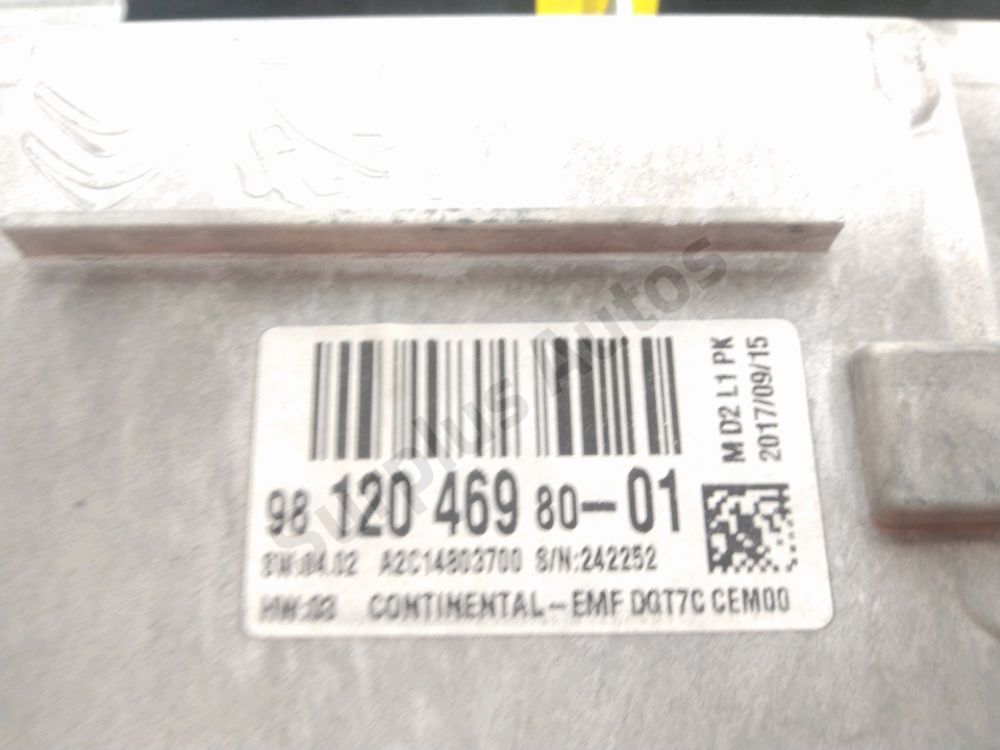 98 120 469 80-01
SW:04.02 A2C14803700 S/N:242252
HW:03 CONTINENTAL-EMF DQT7C CEM00
M D2 L1 PK
2017/09/15
Surplus Autos